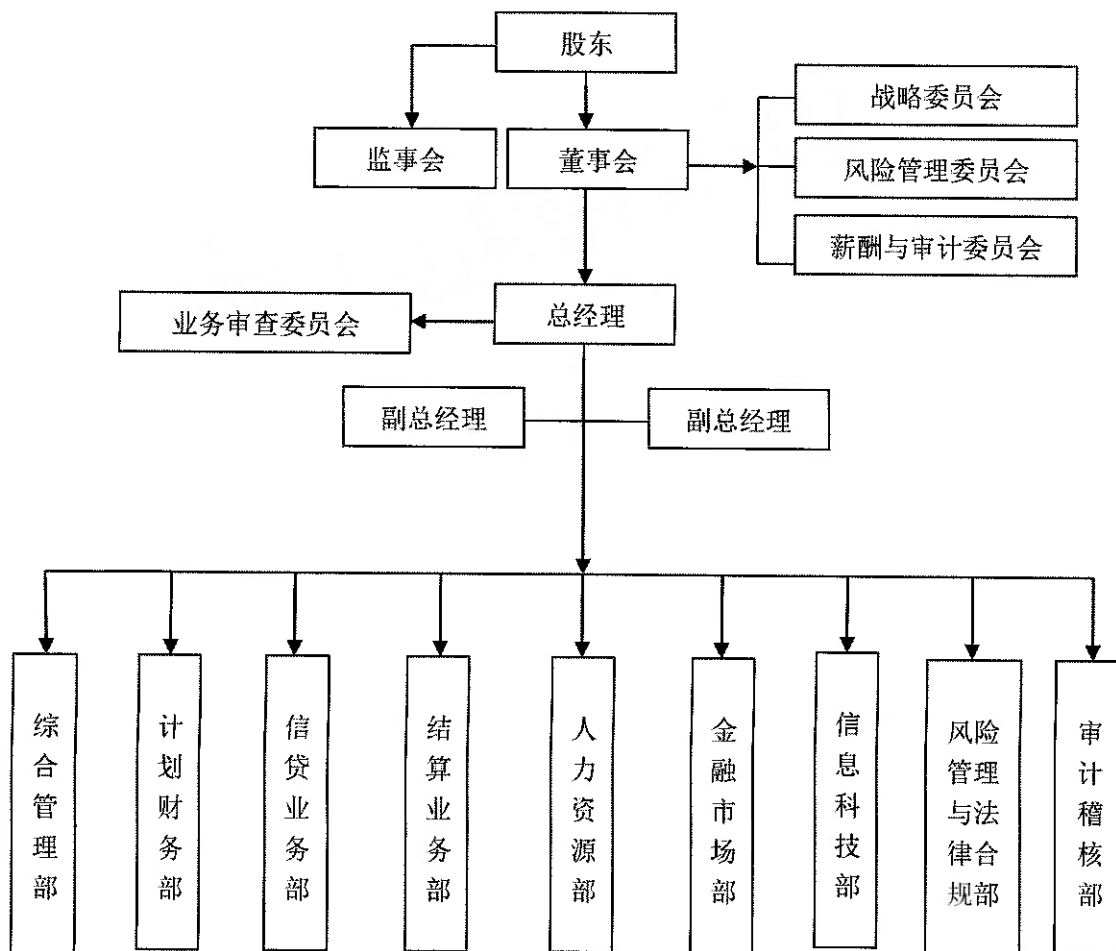 股东
战略委员会
监事会
董事会
风险管理委员会
薪酬与审计委员会
业务审查委员会
总经理
副总经理
副总经理
综合管理部
计划财务部
信贷业务部
结算业务部
人力资源部
金融市场部
信息科技部
风险
管理
与法
律合
规部
审计稽核部